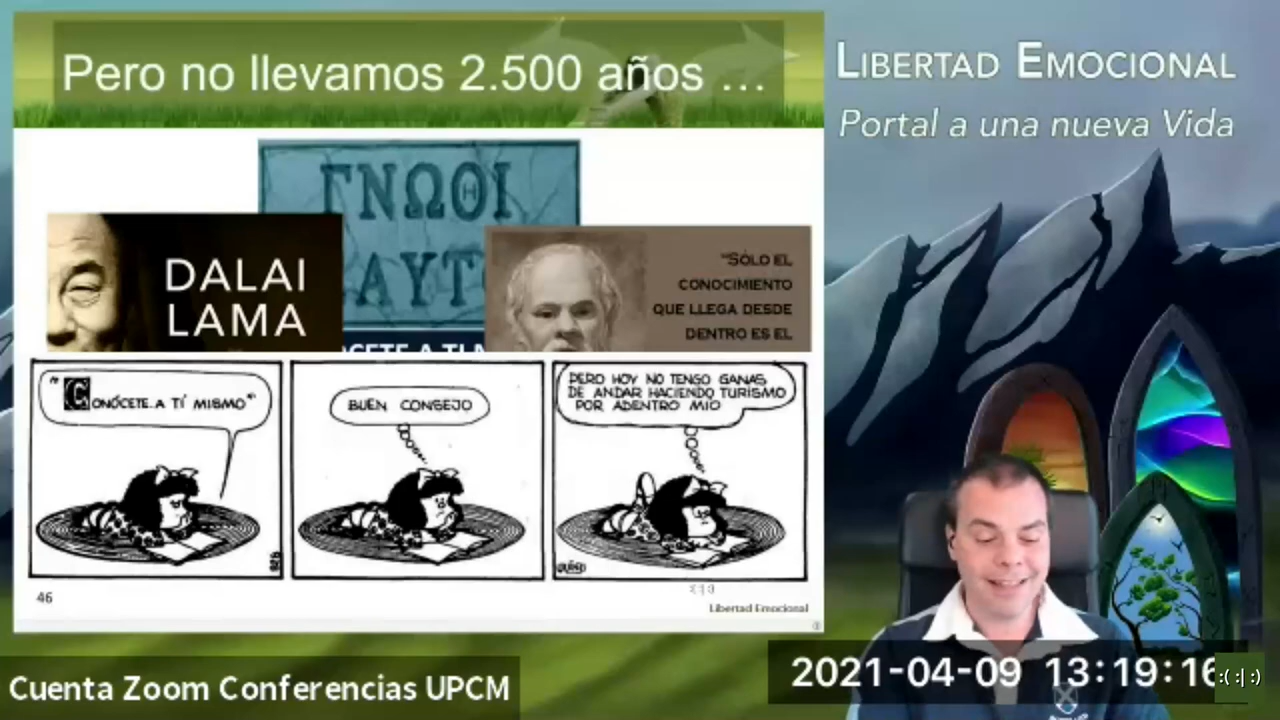 Pero no llevamos 2.500 años ...
LIBERTAD EMOCIONAL
Portal a una nueva Vida
ΓΝΩΘΙ
ΑΥΤ
DALAI
LAMA
"SÓLO EL
CONOCIMIENTO
QUE LLEGA DESDE
DENTRO ES EL
"CONÓCETE A TÍ MISMO"
BUEN CONSEJO
PERO HOY NO TENGO GANAS
DE ANDAR HACIENDO TURISMO
POR ADENTRO MIO
QUINO
46
Libertad Emocional
Cuenta Zoom Conferencias UPCM
2021-04-09 13:19:16
:( :|:)